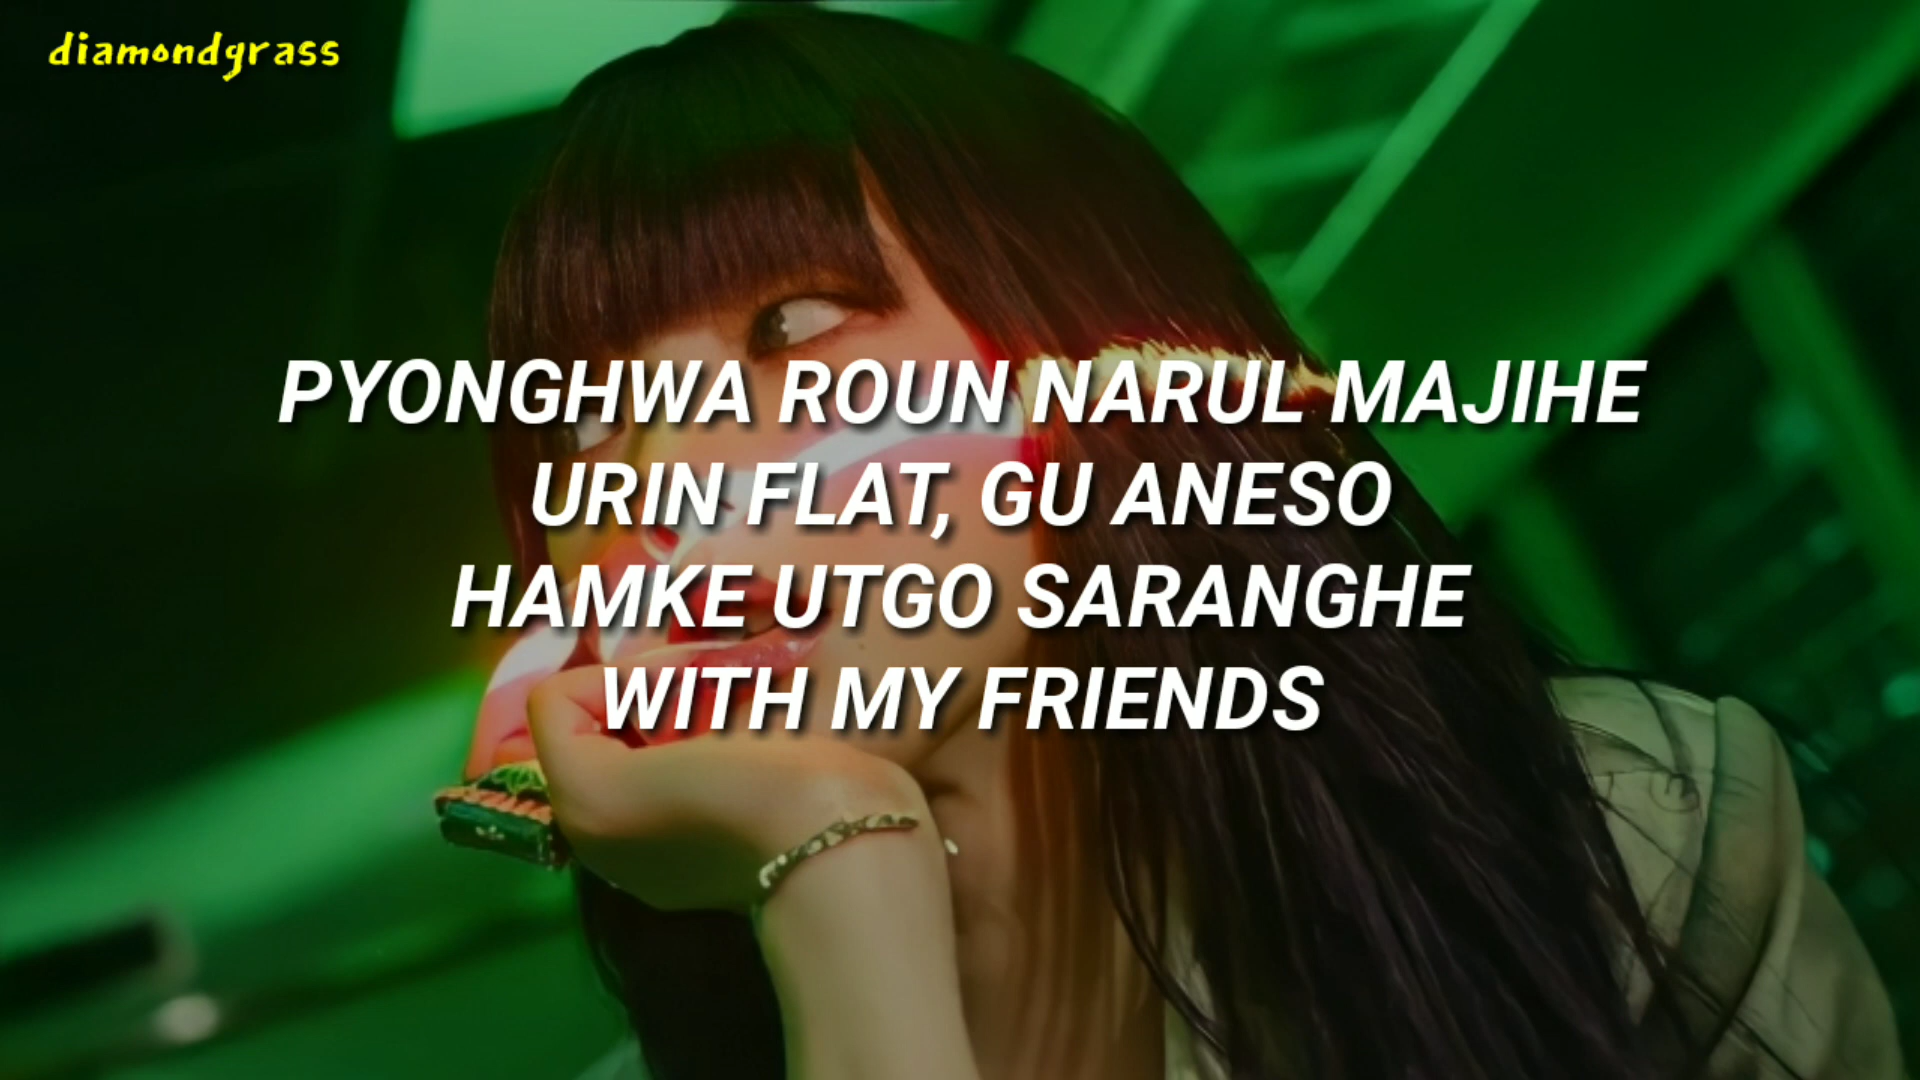 diamondgrass
PYONGHWA ROUN NARUL MAJIHE
URIN FLAT, GU ANESO
HAMKE UTGO SARANGHE
WITH MY FRIENDS